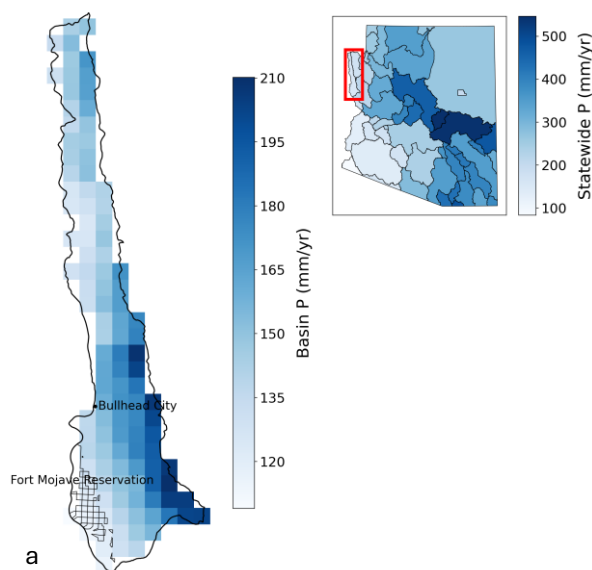 210
195
180
165
150
135
120
Basin P (mm/yr)
500
400
300
200
100
Statewide P (mm/yr)
Bullhead City
Fort Mojave Reservation
a